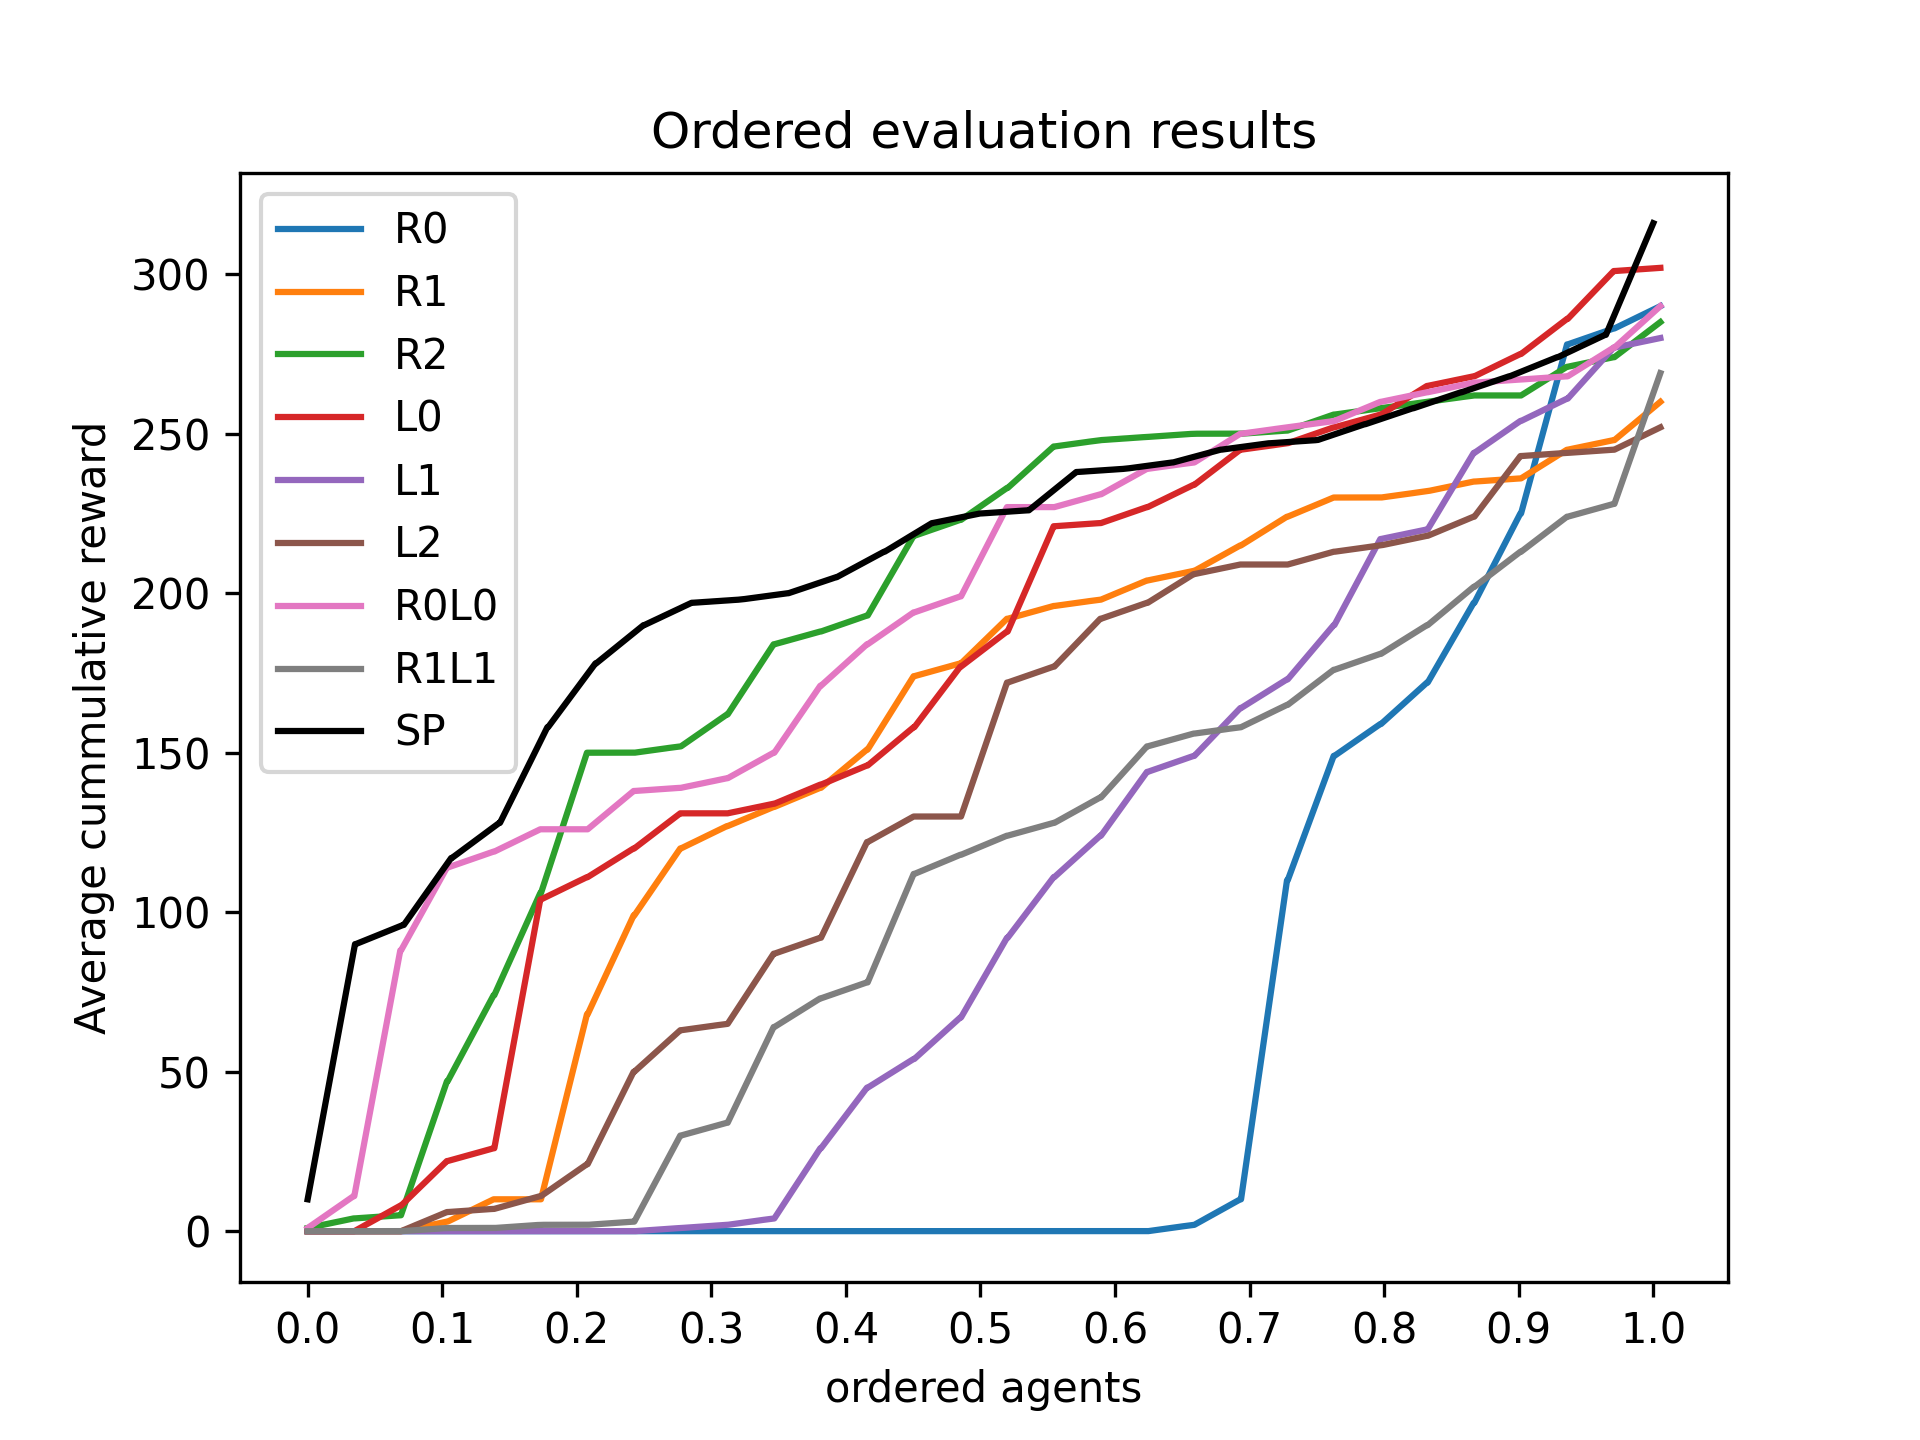 Ordered evaluation results
R0
R1
R2
L0
L1
L2
R0L0
R1L1
SP
300
250
200
150
100
50
0
Average cummulative reward
0.0 0.1 0.2 0.3 0.4 0.5 0.6 0.7 0.8 0.9 1.0
ordered agents